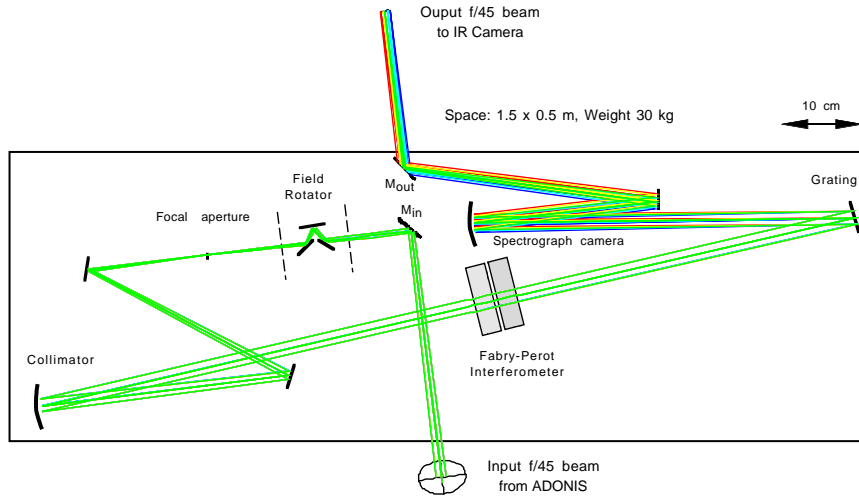 Ouput f/45 beam
to IR Camera
Space: 1.5 x 0.5 m, Weight 30 kg
10 cm
Field
Rotator
Mout
Grating
Min
Focal aperture
Spectrograph camera
Collimator
Fabry-Perot
Interferometer
Input f/45 beam
from ADONIS